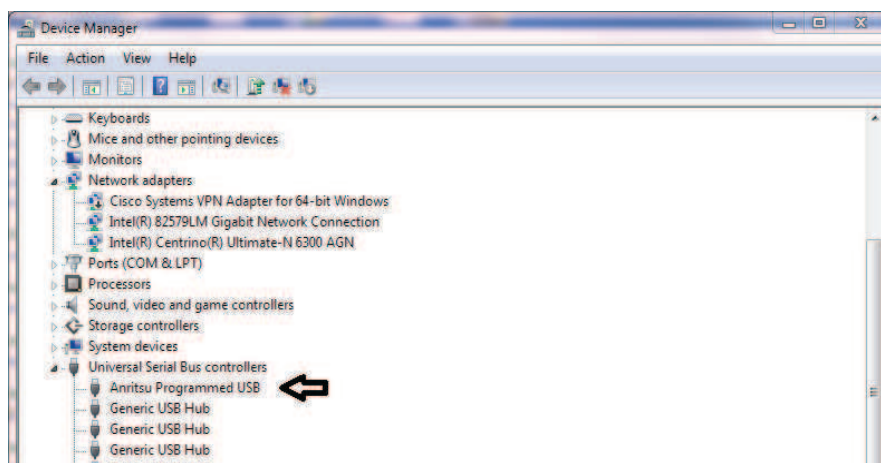 Device Manager
File Action View Help
Keyboards
Mice and other pointing devices
Monitors
Network adapters
Cisco Systems VPN Adapter for 64-bit Windows
Intel(R) 82579LM Gigabit Network Connection
Intel(R) Centrino(R) Ultimate-N 6300 AGN
Ports (COM & LPT)
Processors
Sound, video and game controllers
Storage controllers
System devices
Universal Serial Bus controllers
Anritsu Programmed USB
Generic USB Hub
Generic USB Hub
Generic USB Hub